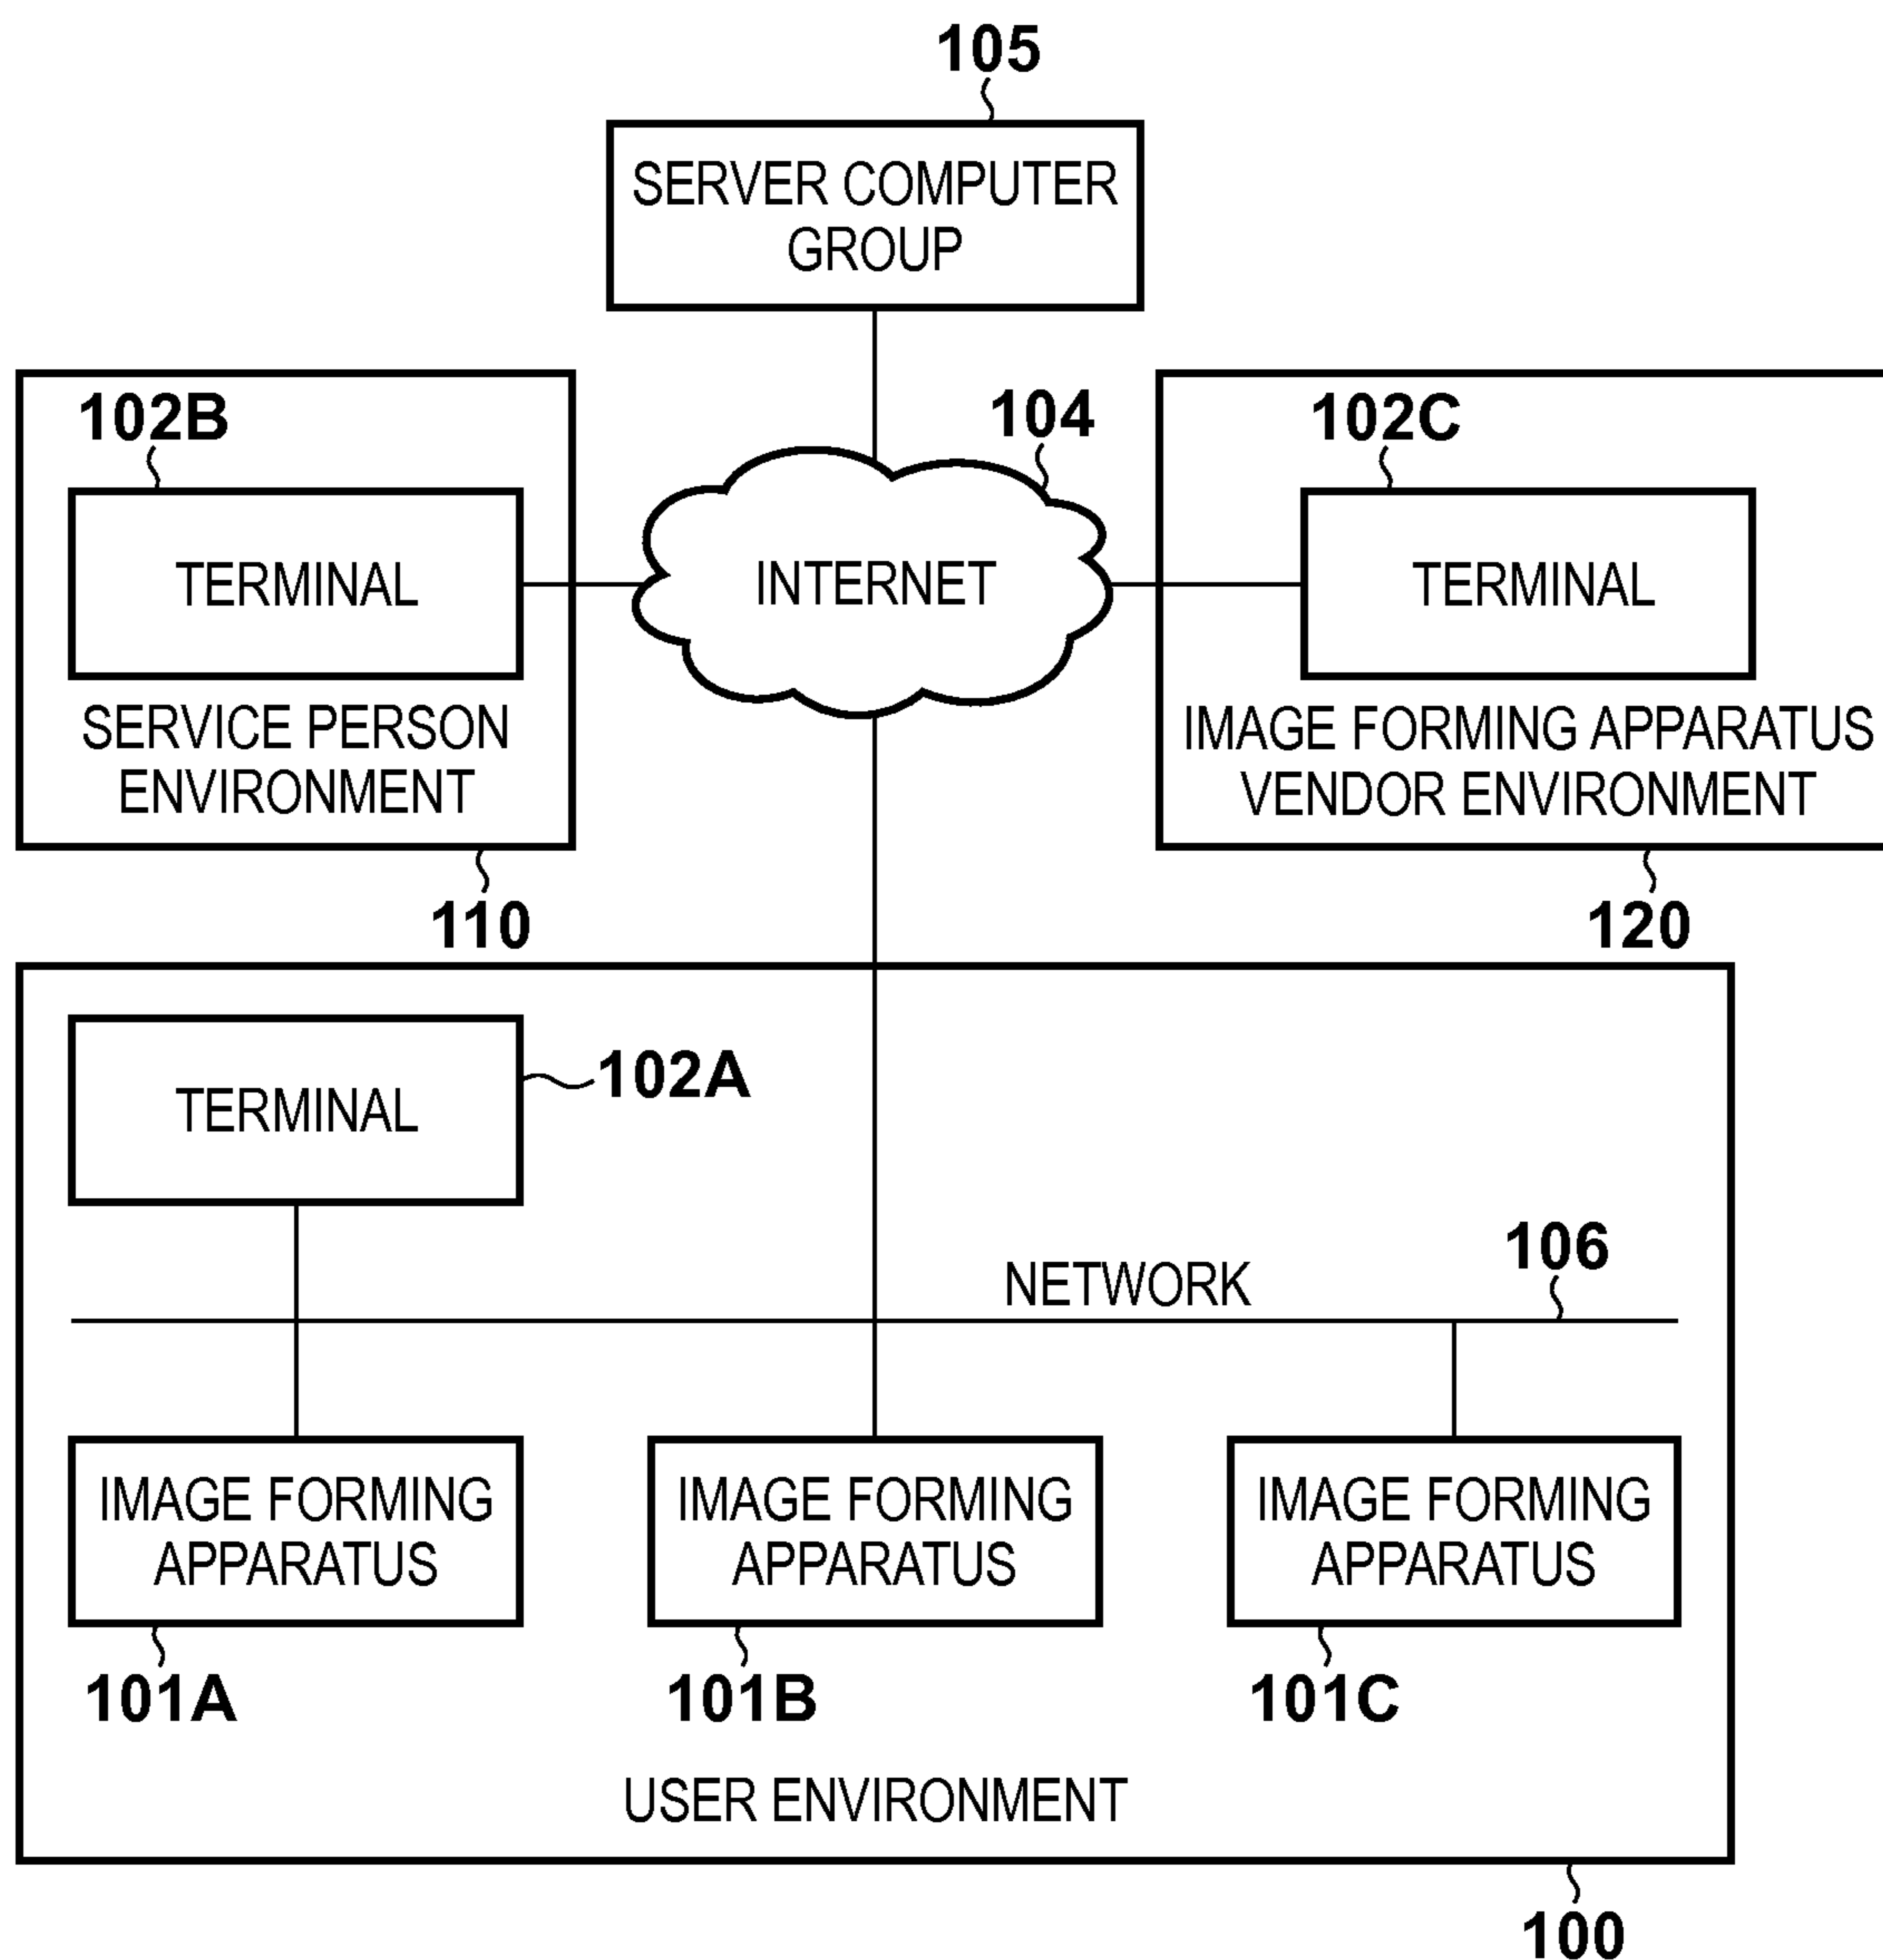 105
SERVER COMPUTER
GROUP
102B
104
102C
TERMINAL
INTERNET
TERMINAL
SERVICE PERSON
ENVIRONMENT
IMAGE FORMING APPARATUS
VENDOR ENVIRONMENT
110
120
TERMINAL
102A
NETWORK
106
IMAGE FORMING
APPARATUS
IMAGE FORMING
APPARATUS
IMAGE FORMING
APPARATUS
101A
101B
101C
USER ENVIRONMENT
100